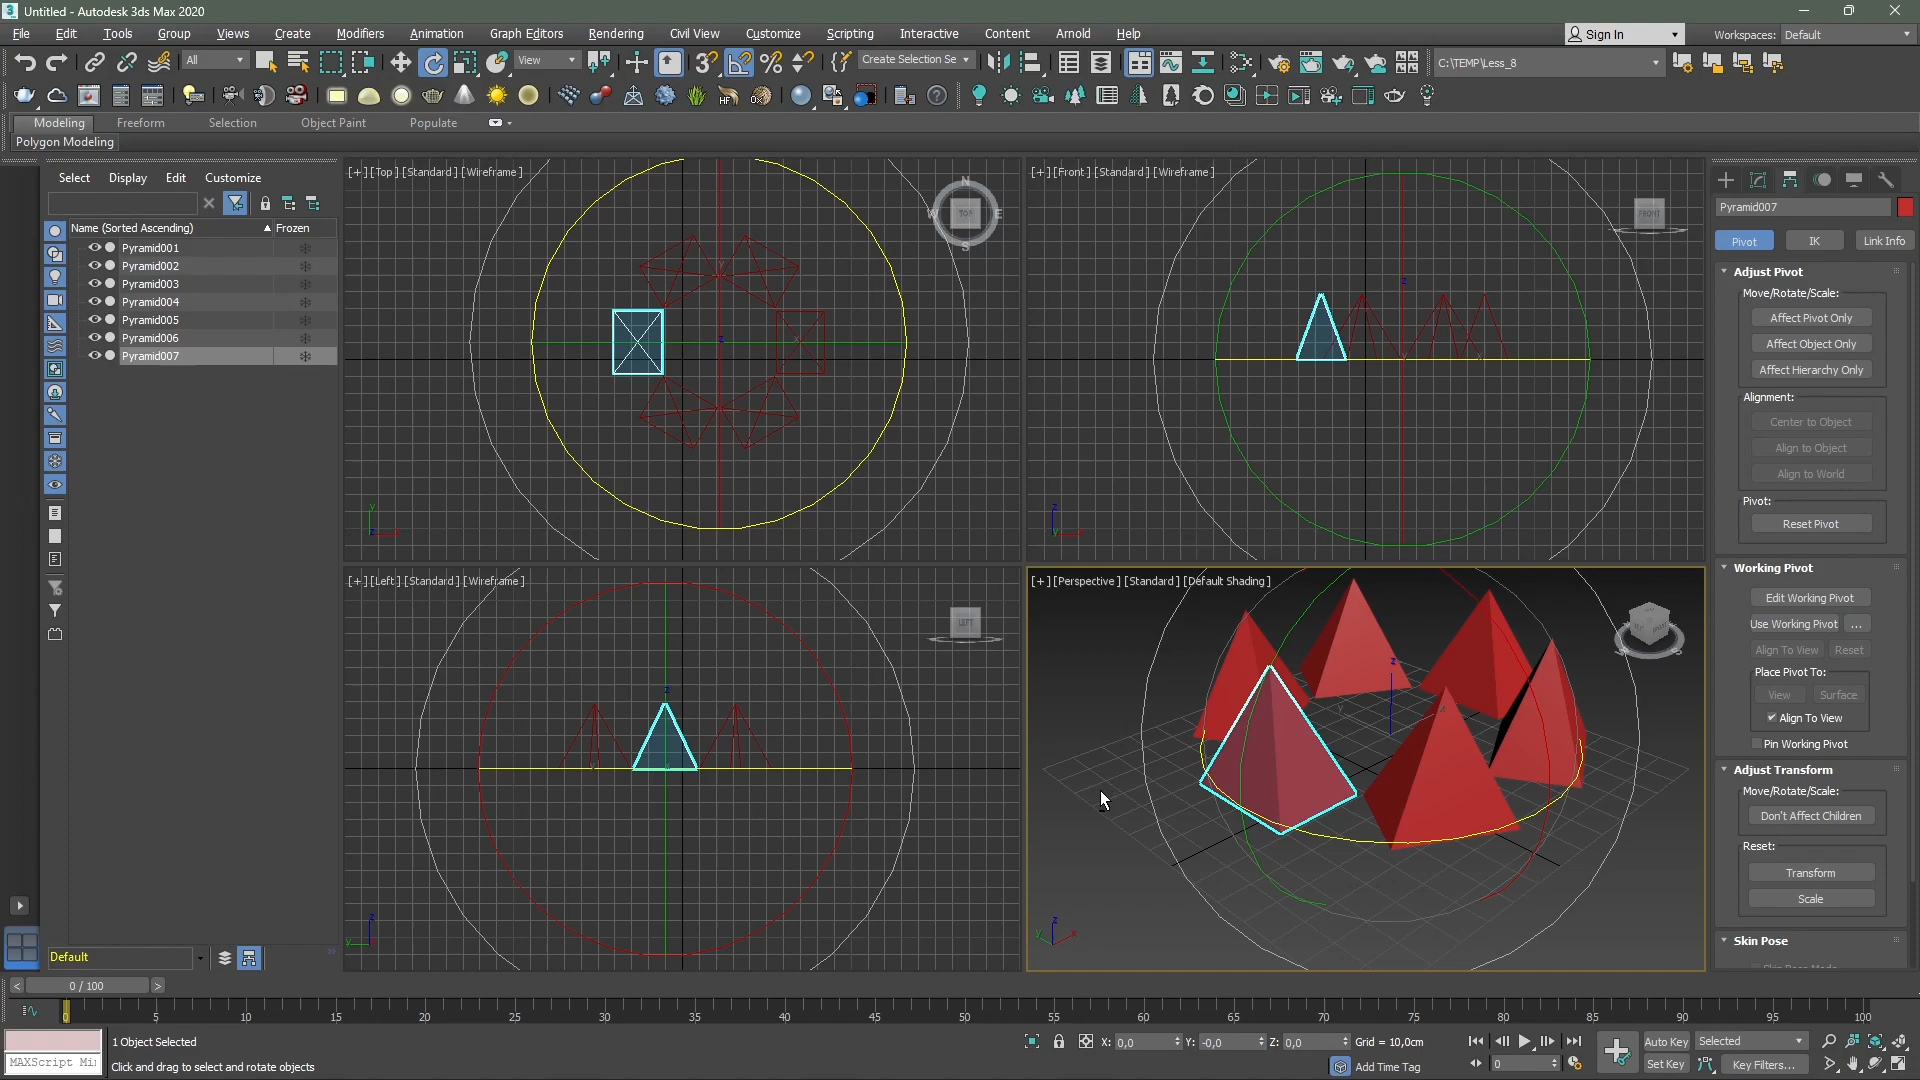 Untitled - Autodesk 3ds Max 2020
File Edit Tools Group Views Create Modifiers Animation Graph Editors Rendering Civil View Customize Scripting Interactive Content Arnold Help
Sign In Workspaces: Default
All View Create Selection Se C:\TEMP\Less_8
Modeling Freeform Selection Object Paint Populate
Polygon Modeling
Select Display Edit Customize
Name (Sorted Ascending) Frozen
Pyramid001
Pyramid002
Pyramid003
Pyramid004
Pyramid005
Pyramid006
Pyramid007
Default
[+] [Top] [Standard] [Wireframe]
N
W TOP E
S
[+] [Front] [Standard] [Wireframe]
FRONT
[+] [Left] [Standard] [Wireframe]
LEFT
[+] [Perspective] [Standard] [Default Shading]
Pyramid007
Pivot IK Link Info
Adjust Pivot
Move/Rotate/Scale:
Affect Pivot Only
Affect Object Only
Affect Hierarchy Only
Alignment:
Center to Object
Align to Object
Align to World
Pivot:
Reset Pivot
Working Pivot
Edit Working Pivot
Use Working Pivot ...
Align To View Reset
Place Pivot To:
View Surface
Align To View
Pin Working Pivot
Adjust Transform
Move/Rotate/Scale:
Don't Affect Children
Reset:
Transform
Scale
Skin Pose
< 0 / 100 >
0 5 10 15 20 25 30 35 40 45 50 55 60 65 70 75 80 85 90 95 100
1 Object Selected
X: 0,0 Y: -0,0 Z: 0,0 Grid = 10,0cm
Auto Key Selected
MAXScript Mi
Click and drag to select and rotate objects
Add Time Tag
0
Set Key Key Filters...